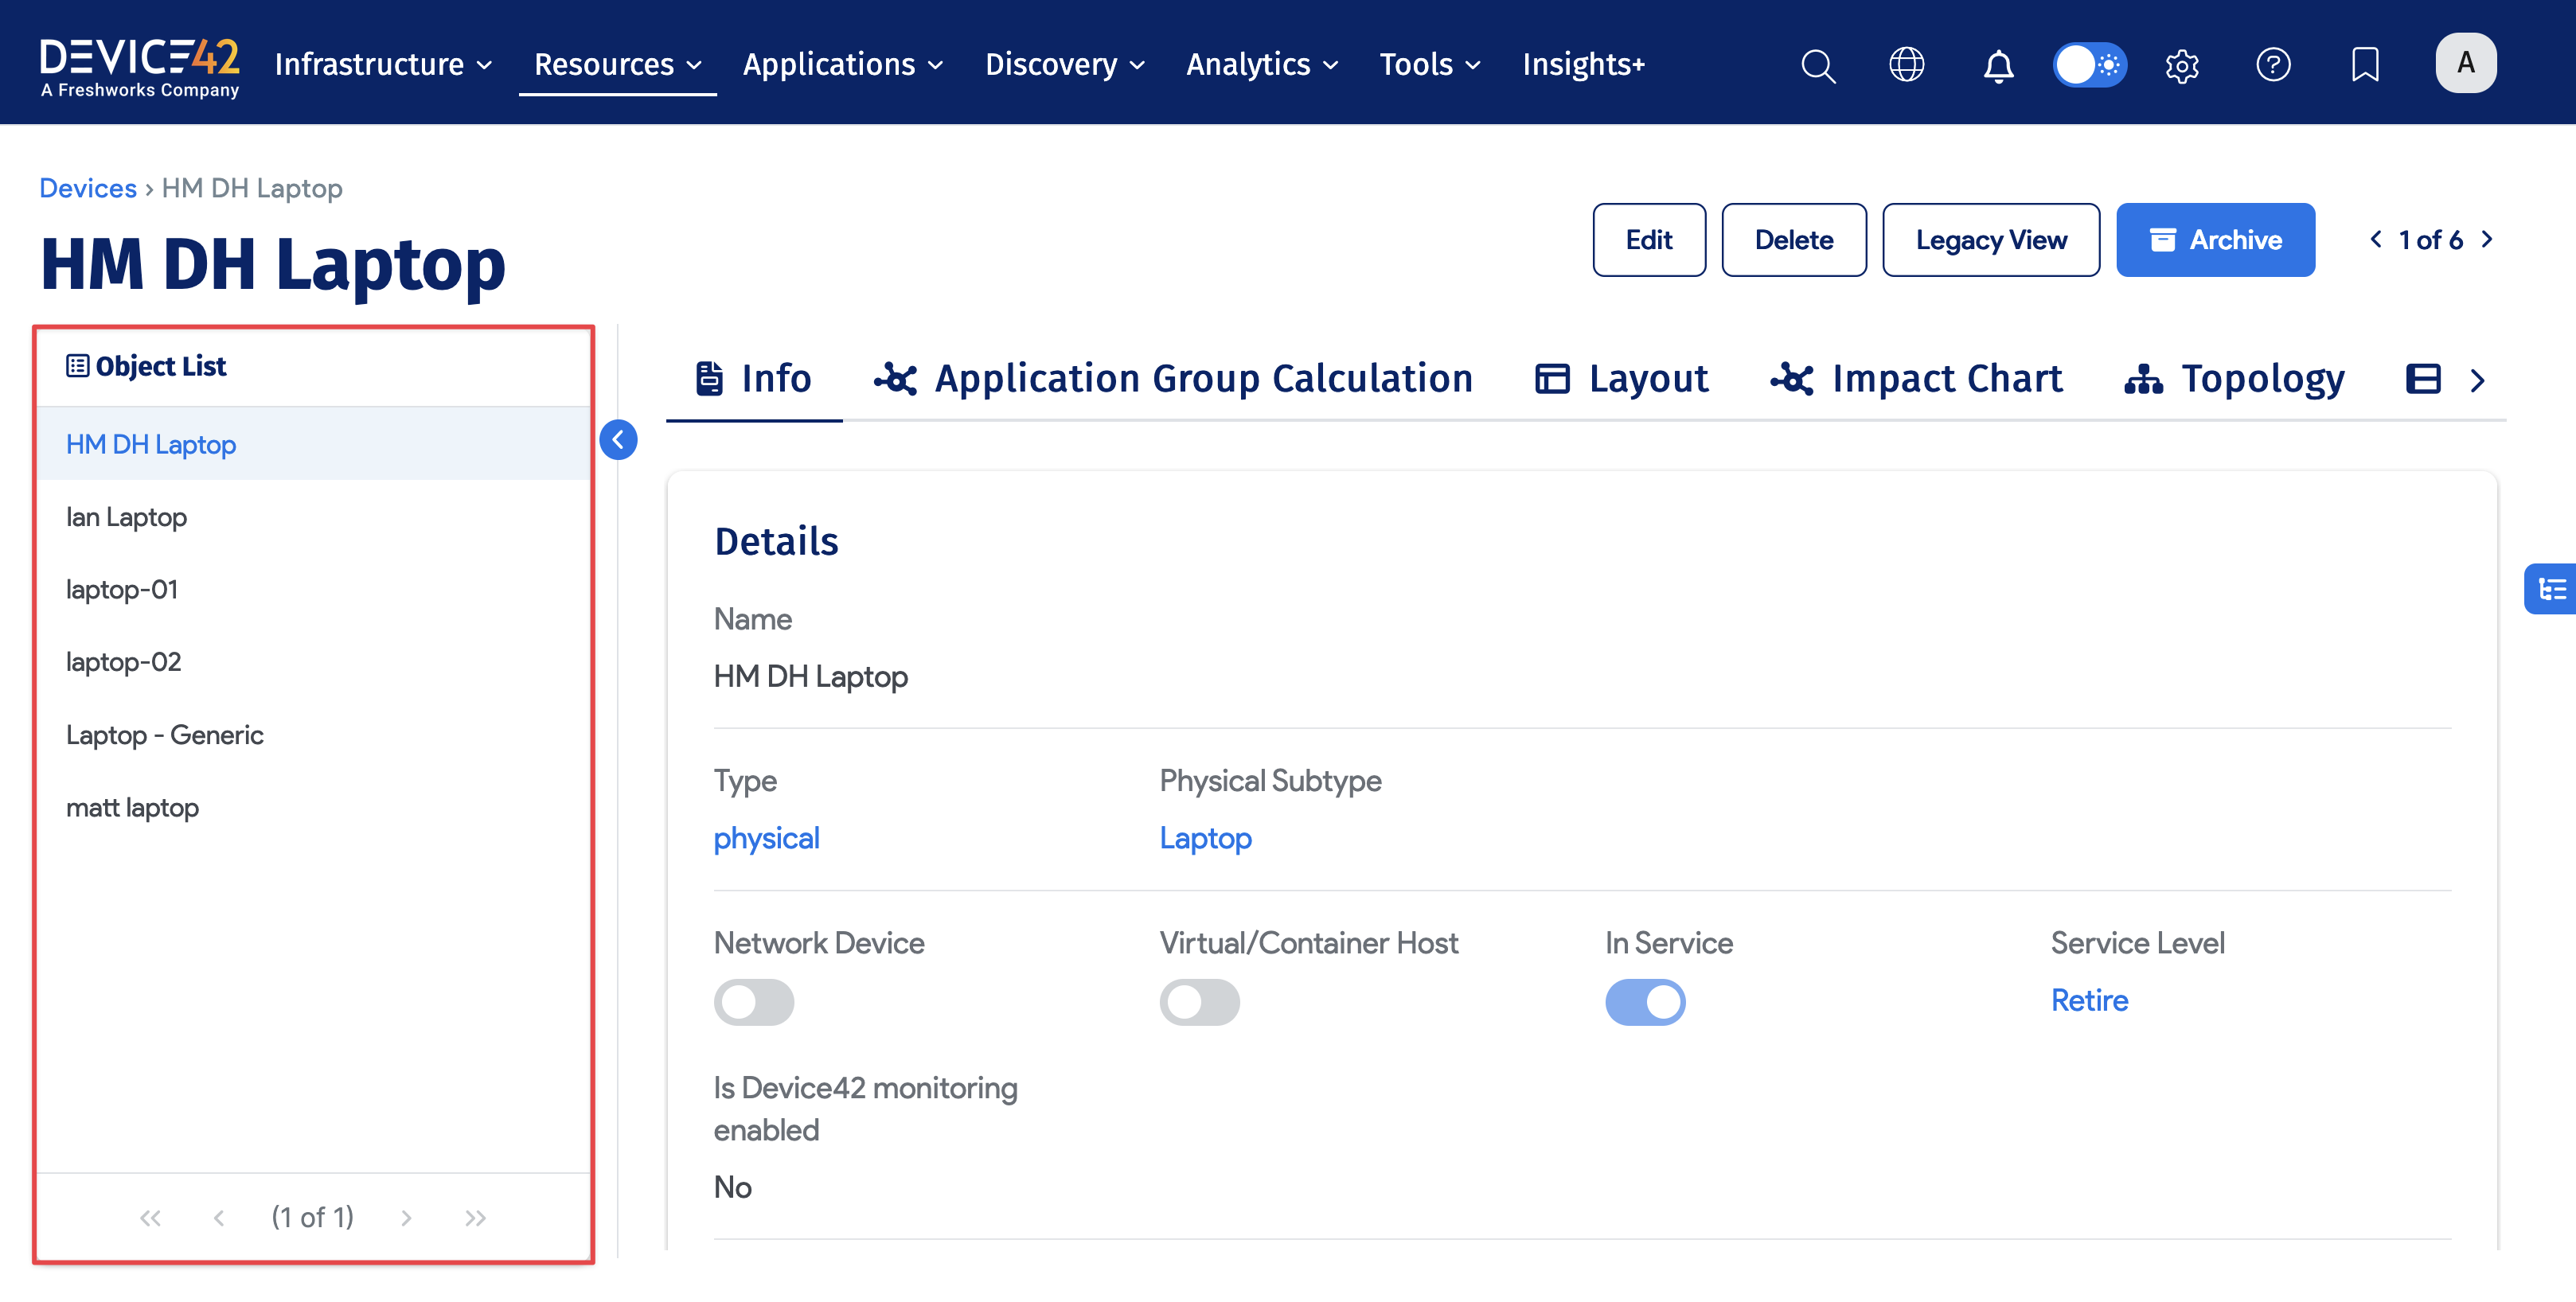 DEVICE42
A Freshworks Company
Infrastructure Resources Applications Discovery Analytics Tools Insights+
A
Devices › HM DH Laptop
HM DH Laptop
Edit Delete Legacy View Archive 1 of 6
Object List
HM DH Laptop
Ian Laptop
laptop-01
laptop-02
Laptop - Generic
matt laptop
(1 of 1)
Info Application Group Calculation Layout Impact Chart Topology
Details
Name
HM DH Laptop
Type Physical Subtype
physical Laptop
Network Device Virtual/Container Host In Service Service Level
Retire
Is Device42 monitoring
enabled
No